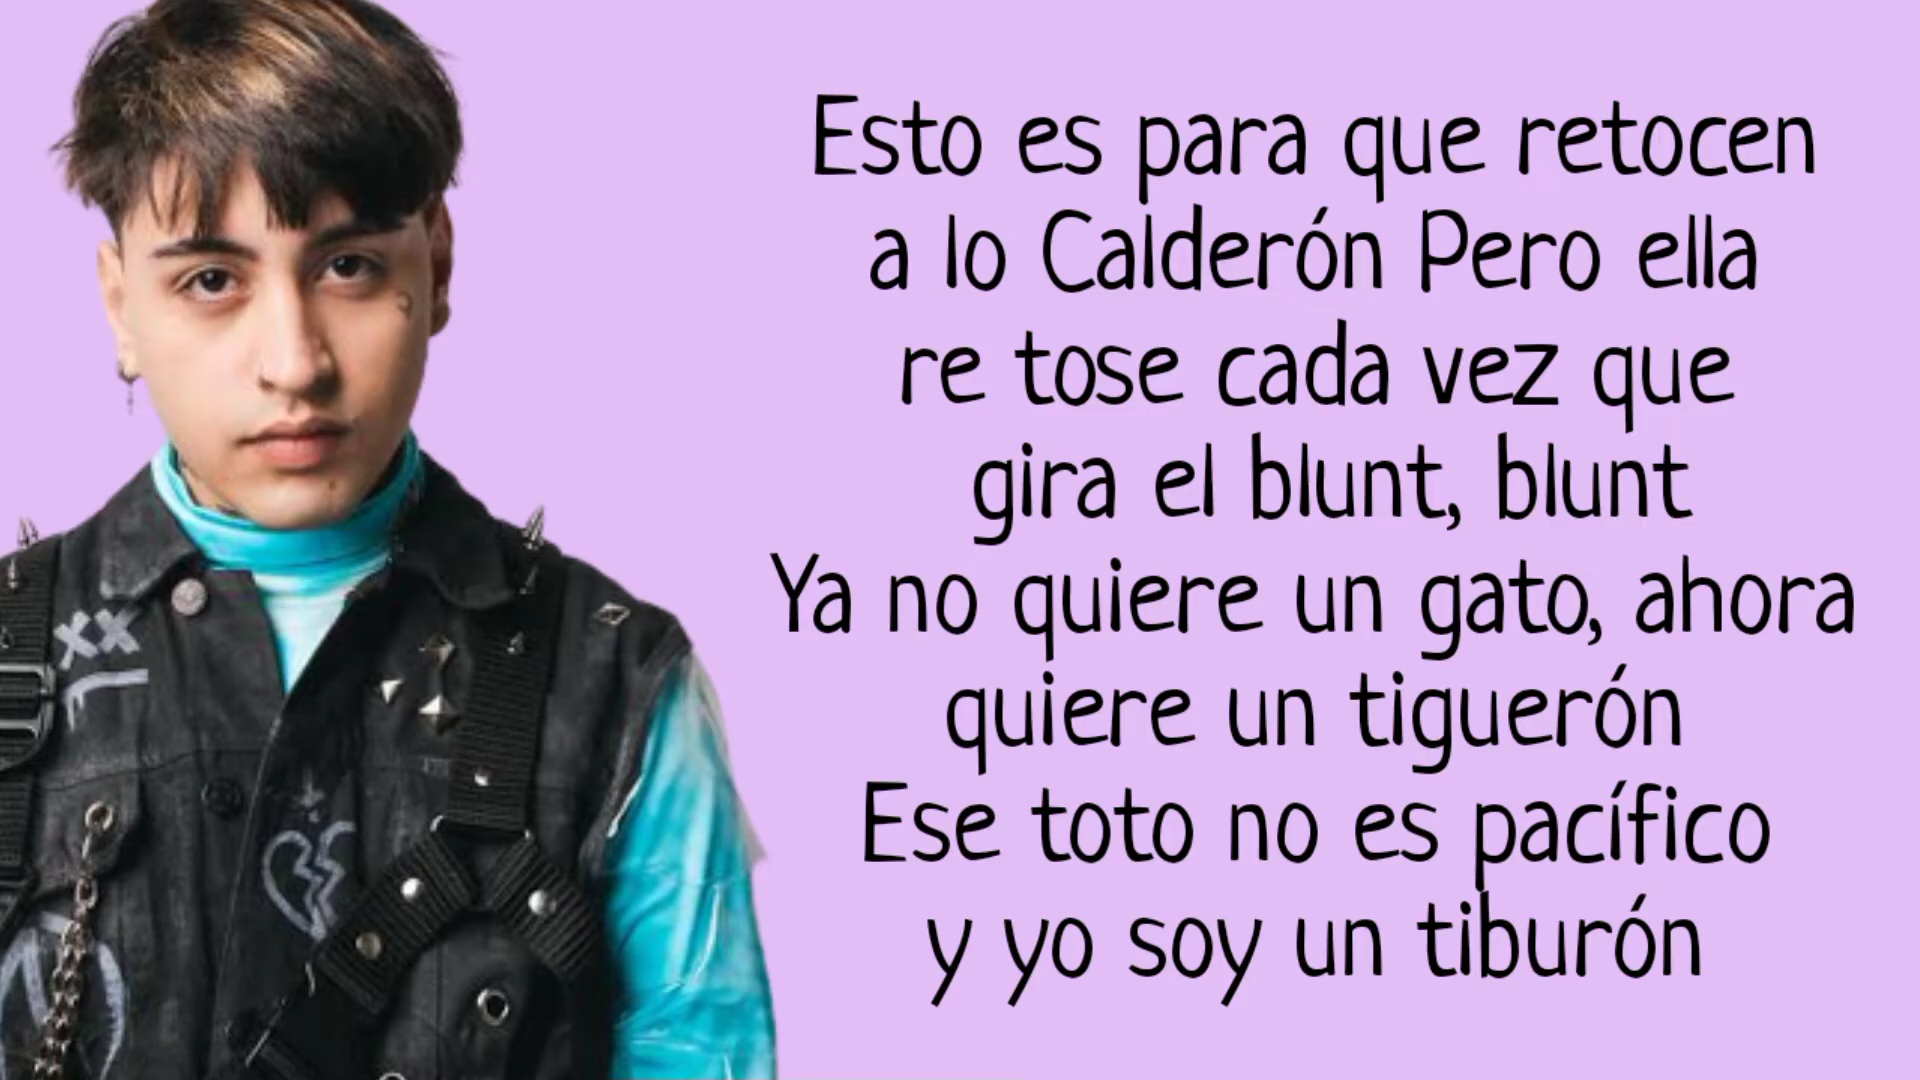 Esto es para que retocen
a lo Calderón Pero ella
re tose cada vez que
gira el blunt, blunt
Ya no quiere un gato, ahora
quiere un tiguerón
Ese toto no es pacífico
y yo soy un tiburón
xx